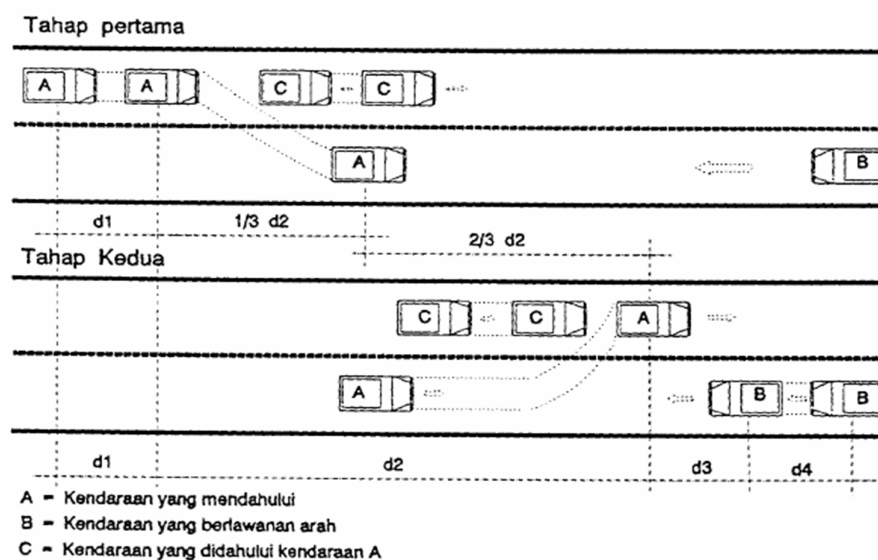 Tahap pertama
A A C C
A B
d1 1/3 d2
2/3 d2
Tahap Kedua
C C A
A B B
d1 d2 d3 d4
A = Kendaraan yang mendahului
B = Kendaraan yang berlawanan arah
C = Kendaraan yang didahului kendaraan A